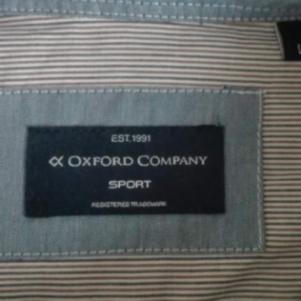 EST. 1991
OXFORD COMPANY
SPORT
REGISTERED TRADEMARK